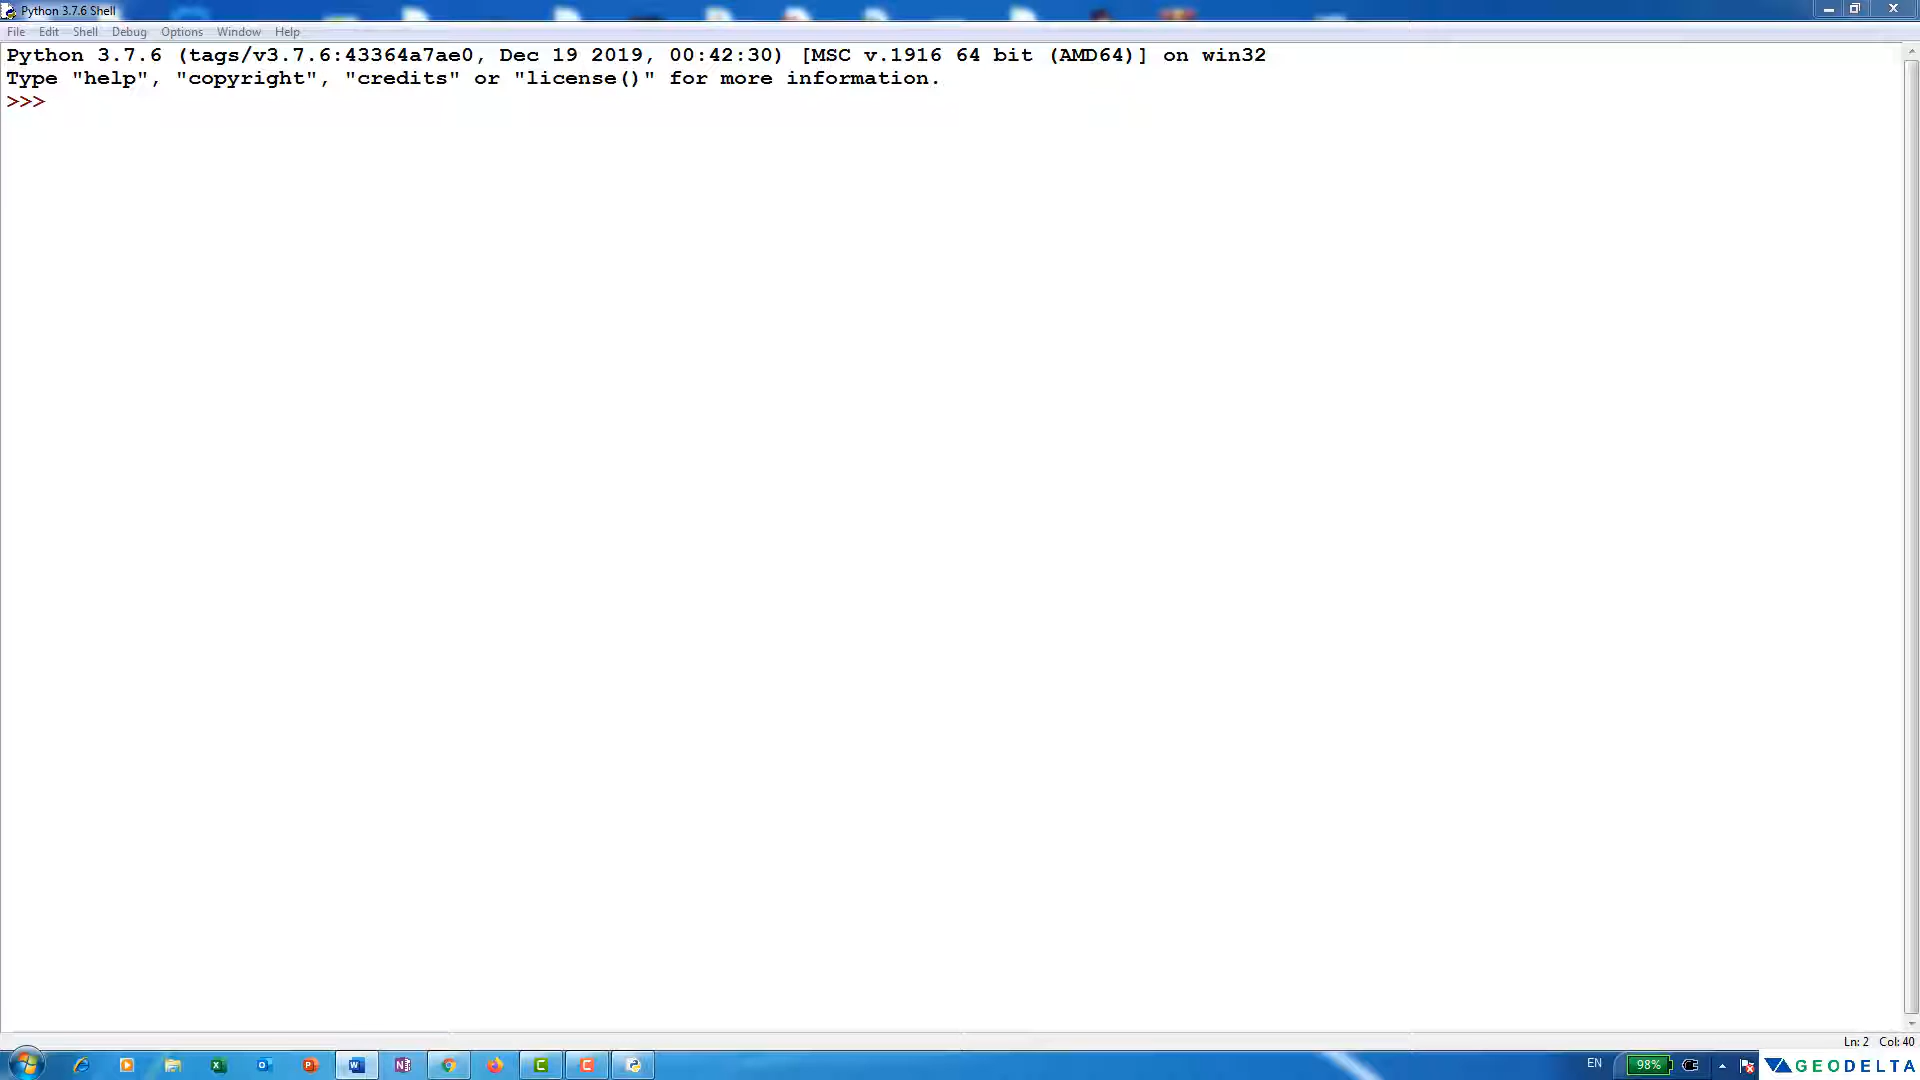 Python 3.7.6 Shell
File Edit Shell Debug Options Window Help
Python 3.7.6 (tags/v3.7.6:43364a7ae0, Dec 19 2019, 00:42:30) [MSC v.1916 64 bit (AMD64)] on win32
Type "help", "copyright", "credits" or "license()" for more information.
>>>
Ln: 2 Col: 40
EN 98% GEODELTA